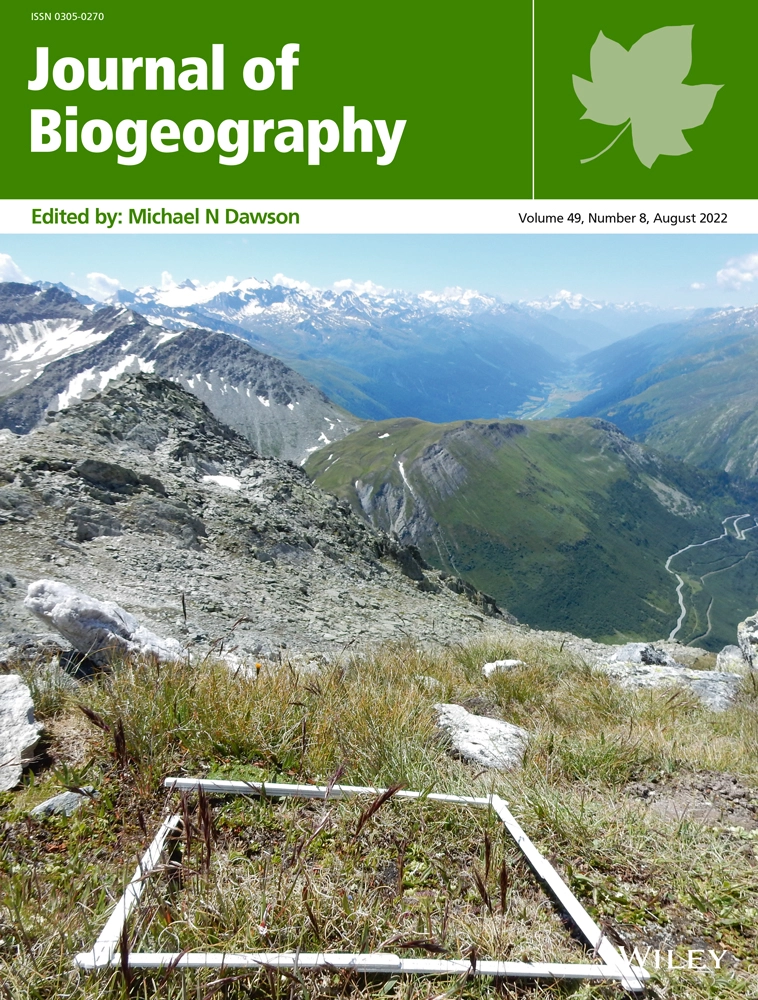 ISSN 0305-0270
Journal of
Biogeography
Edited by: Michael N Dawson
Volume 49, Number 8, August 2022
WILEY